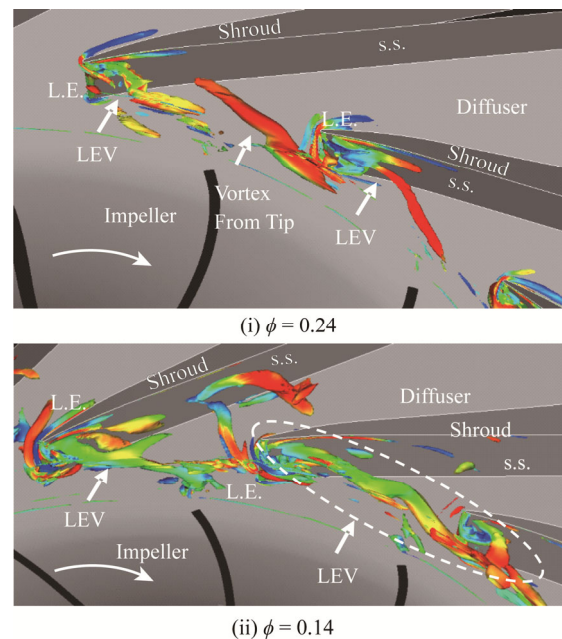 Shroud
s.s.
L.E.
Diffuser
L.E.
LEV
Shroud
s.s.
Vortex
From Tip
LEV
Impeller
(i) ϕ = 0.24
s.s.
Shroud
L.E.
Diffuser
Shroud
s.s.
L.E.
LEV
Impeller
LEV
(ii) ϕ = 0.14